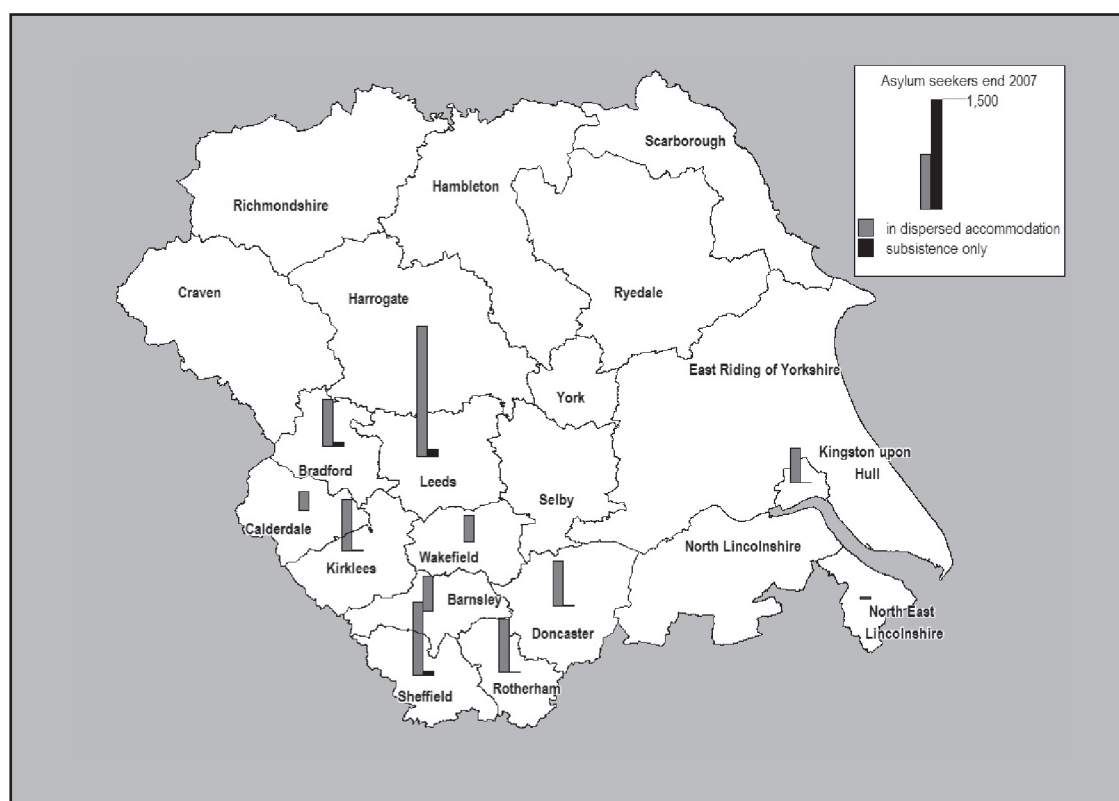 Asylum seekers end 2007
1,500
in dispersed accommodation
subsistence only
Scarborough
Hambleton
Richmondshire
Craven
Harrogate
Ryedale
East Riding of Yorkshire
York
Kingston upon
Hull
Bradford
Leeds
Selby
Calderdale
Wakefield
North Lincolnshire
Kirklees
Barnsley
North East
Lincolnshire
Doncaster
Sheffield
Rotherham